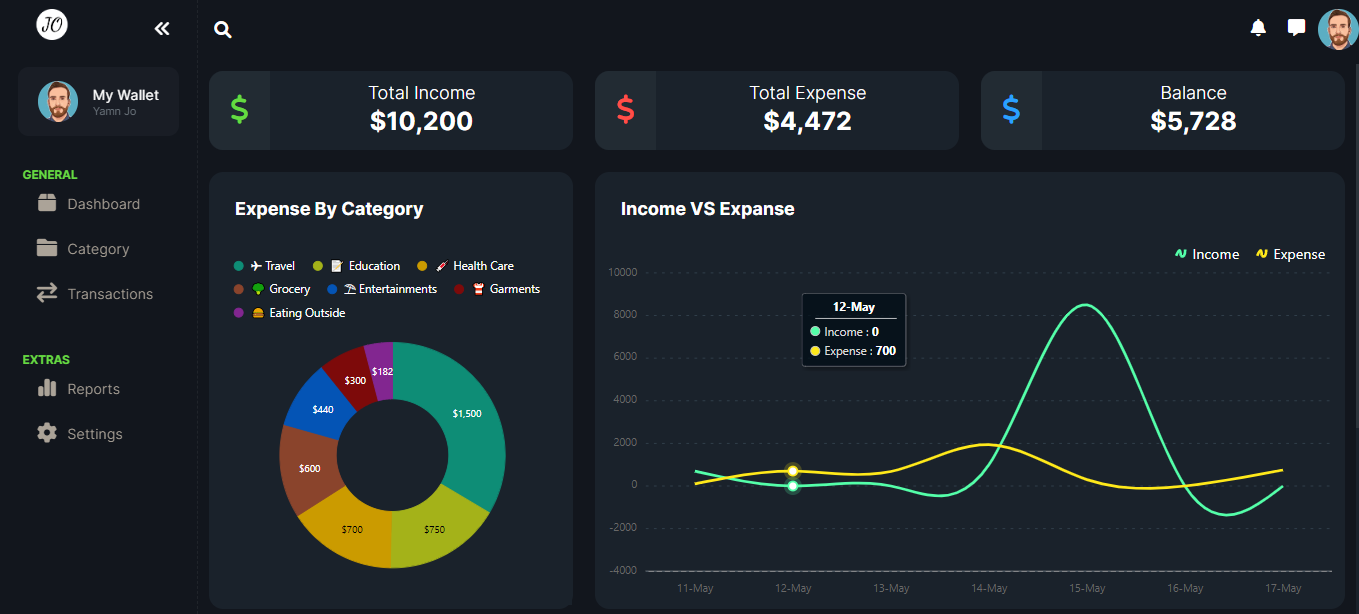 JO
My Wallet
Yamn Jo
GENERAL
Dashboard
Category
Transactions
EXTRAS
Reports
Settings
$ Total Income
$10,200
$ Total Expense
$4,472
$ Balance
$5,728
Expense By Category
Travel Education Health Care
Grocery Entertainments Garments
Eating Outside
$182
$300
$1,500
$440
$600
$700
$750
Income VS Expanse
Income Expense
10000
8000
6000
4000
2000
0
-2000
-4000
12-May
Income : 0
Expense : 700
11-May 12-May 13-May 14-May 15-May 16-May 17-May